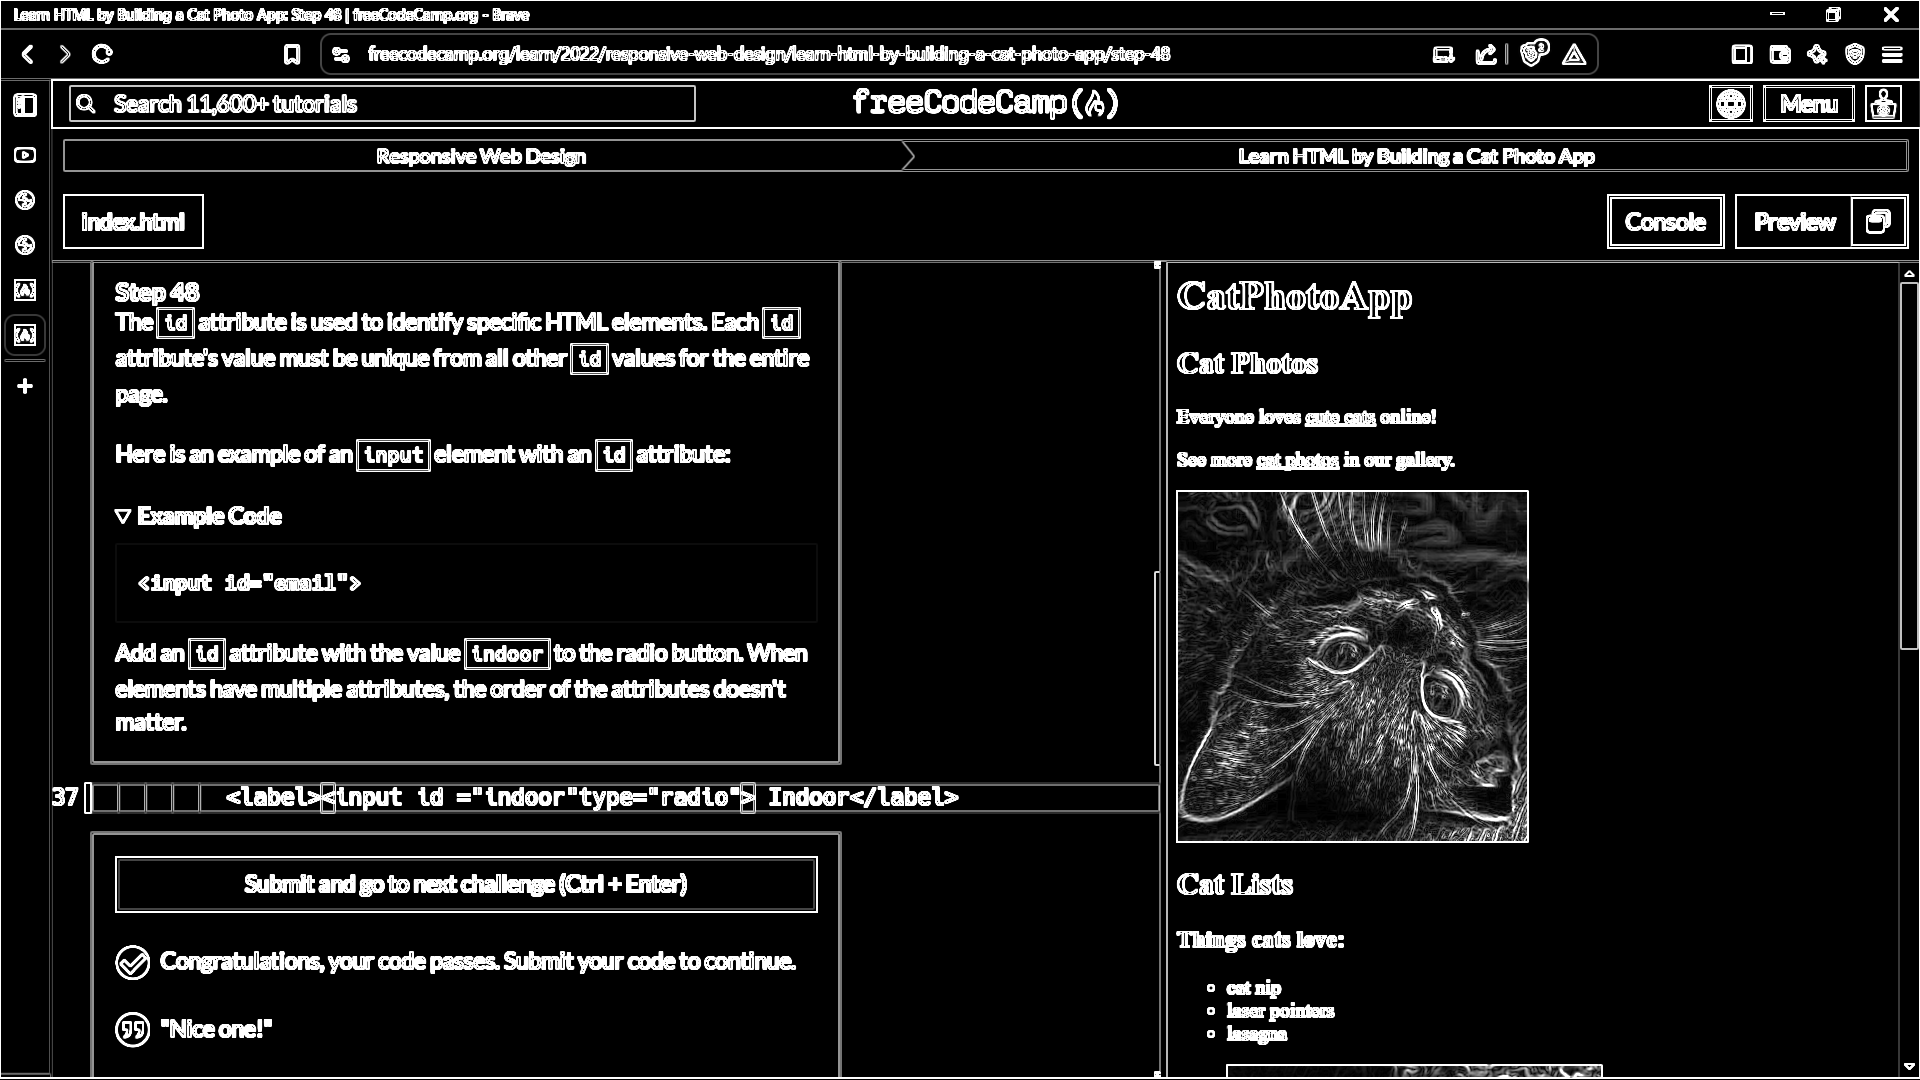 Learn HTML by Building a Cat Photo App: Step 48 | freeCodeCamp.org - Brave
freecodecamp.org/learn/2022/responsive-web-design/learn-html-by-building-a-cat-photo-app/step-48
2
Search 11,600+ tutorials
freeCodeCamp(🔥)
Menu
Responsive Web Design
Learn HTML by Building a Cat Photo App
index.html
Console
Preview
Step 48
The id attribute is used to identify specific HTML elements. Each id
attribute's value must be unique from all other id values for the entire
page.
Here is an example of an input element with an id attribute:
Example Code
<input id="email">
Add an id attribute with the value indoor to the radio button. When
elements have multiple attributes, the order of the attributes doesn't
matter.
37 <label><input id ="indoor"type="radio"> Indoor</label>
Submit and go to next challenge (Ctrl + Enter)
Congratulations, your code passes. Submit your code to continue.
"Nice one!"
CatPhotoApp
Cat Photos
Everyone loves cute cats online!
See more cat photos in our gallery.
Cat Lists
Things cats love:
cat nip
laser pointers
lasagna